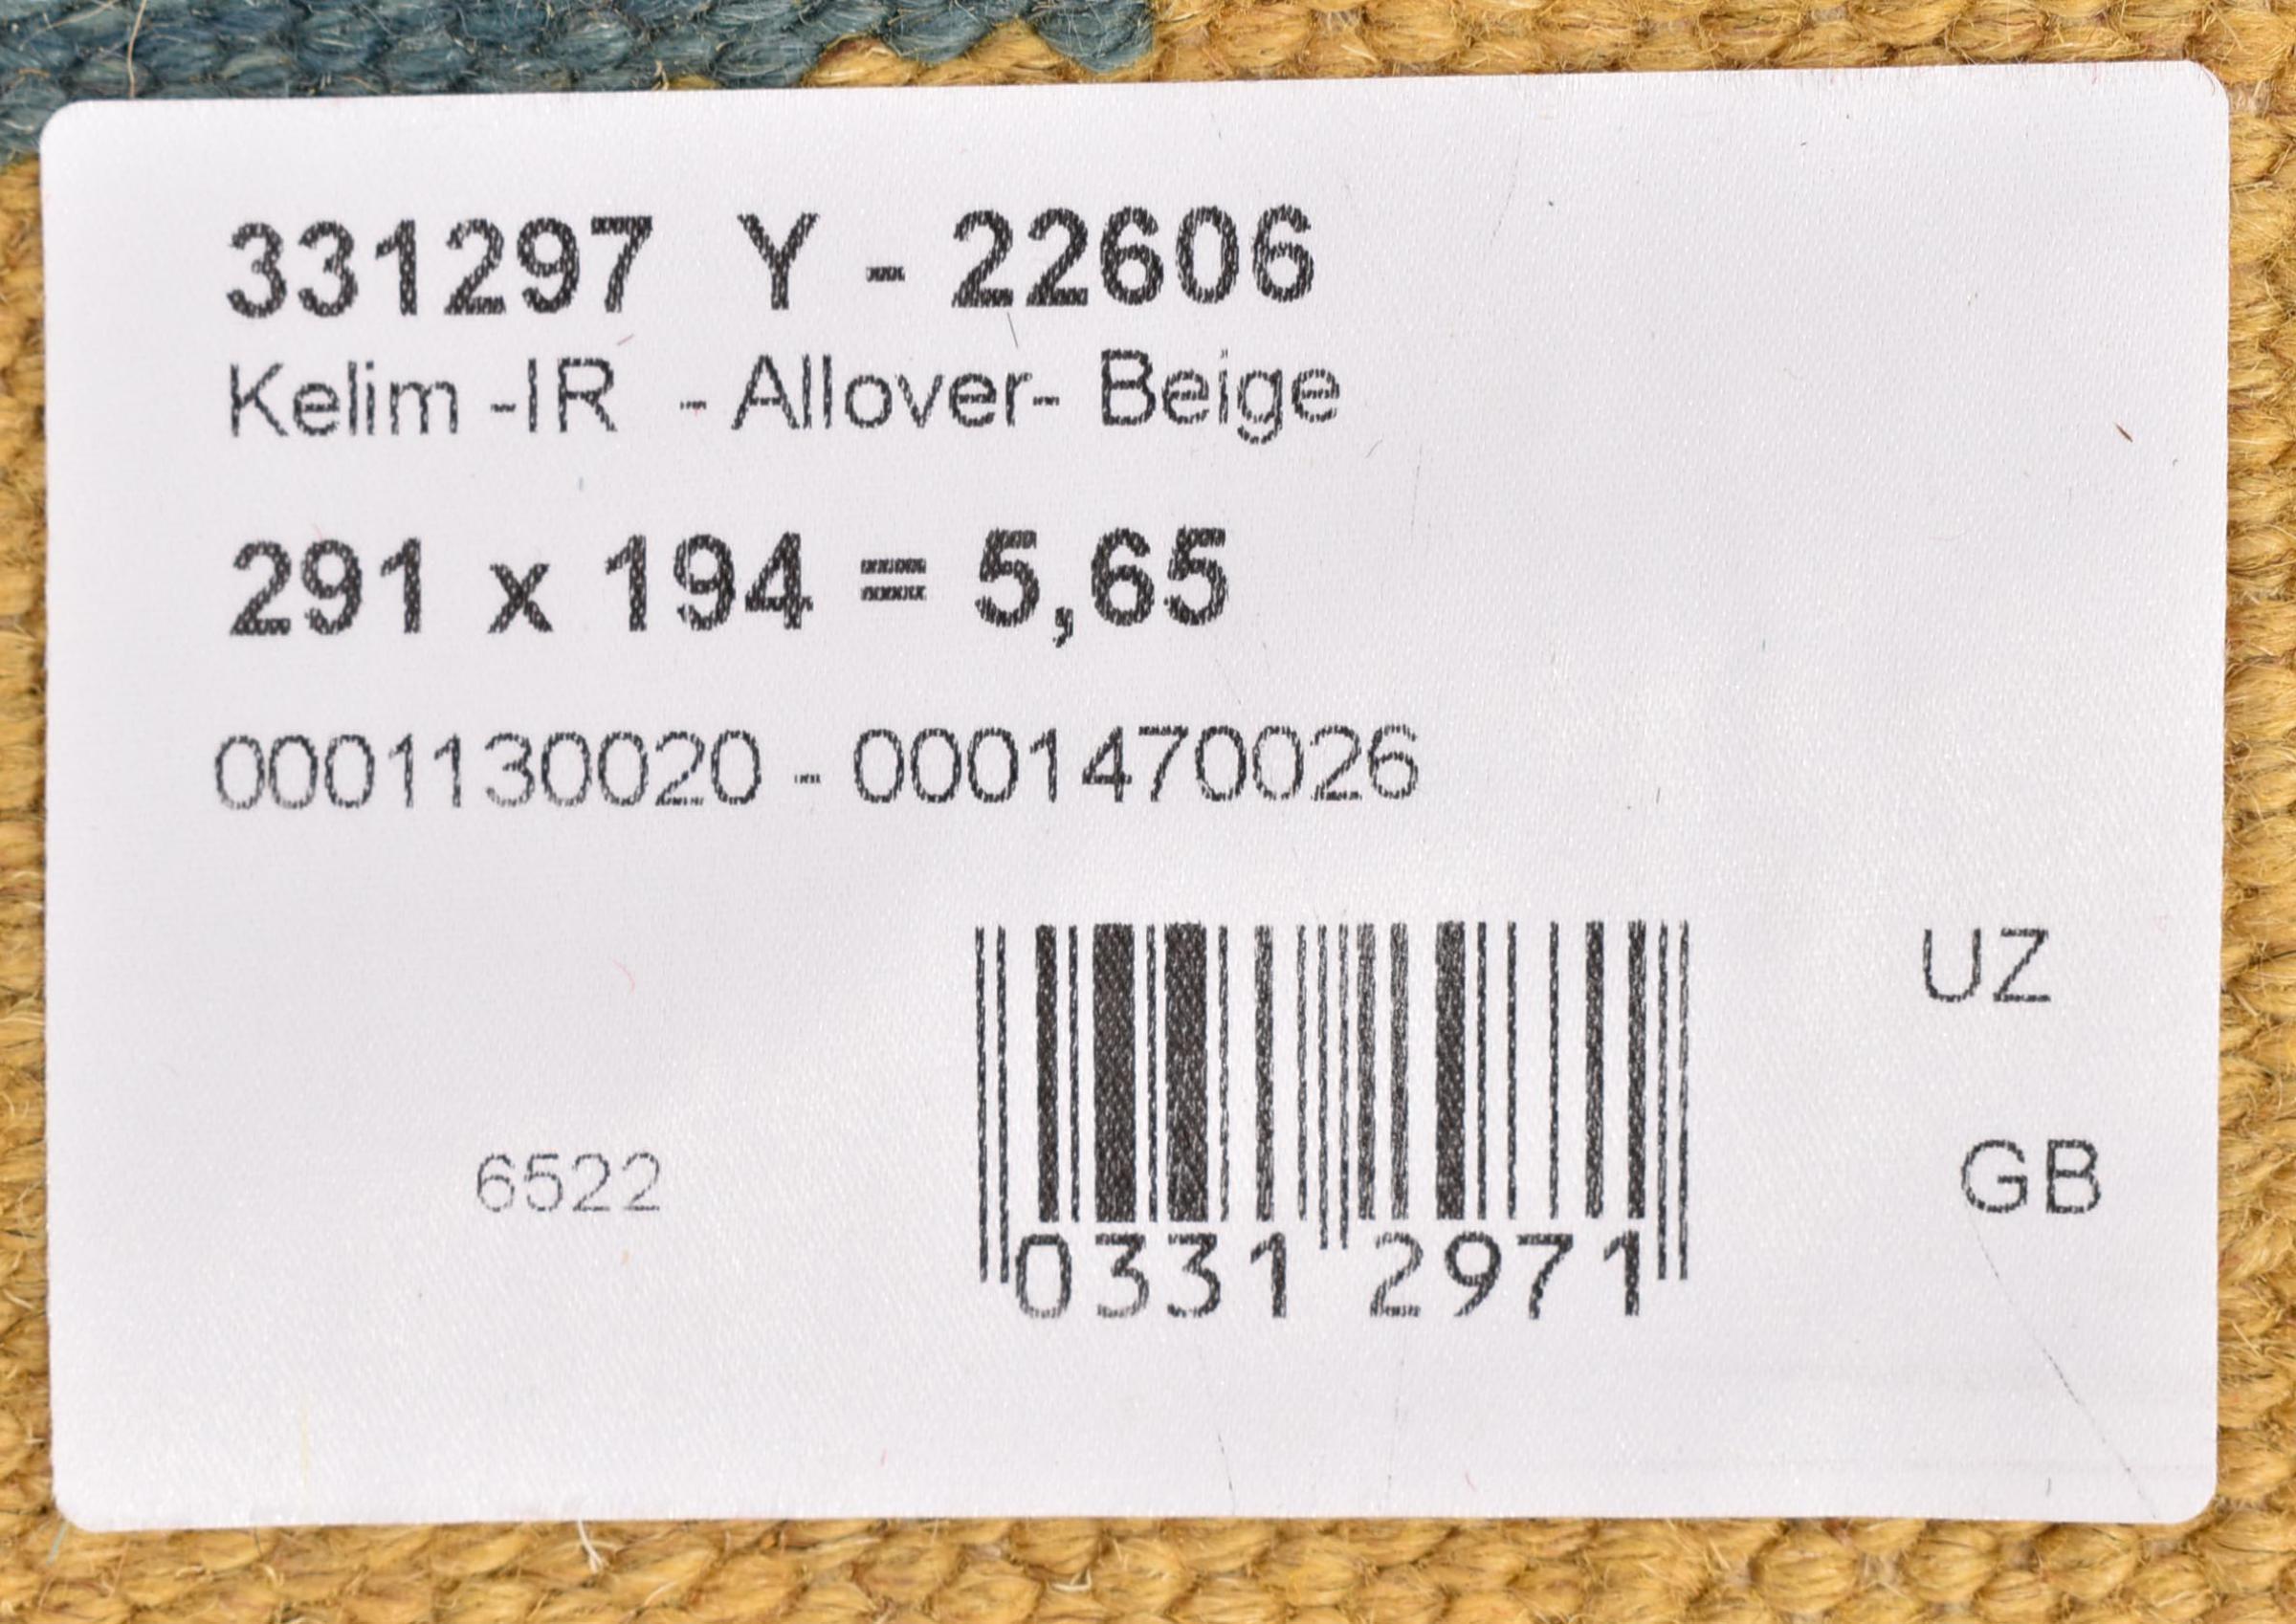 331297 Y - 22606
Kelim -IR - Allover- Beige
291 x 194 = 5,65
0001130020 - 0001470026
UZ
6522
GB
0331 2971